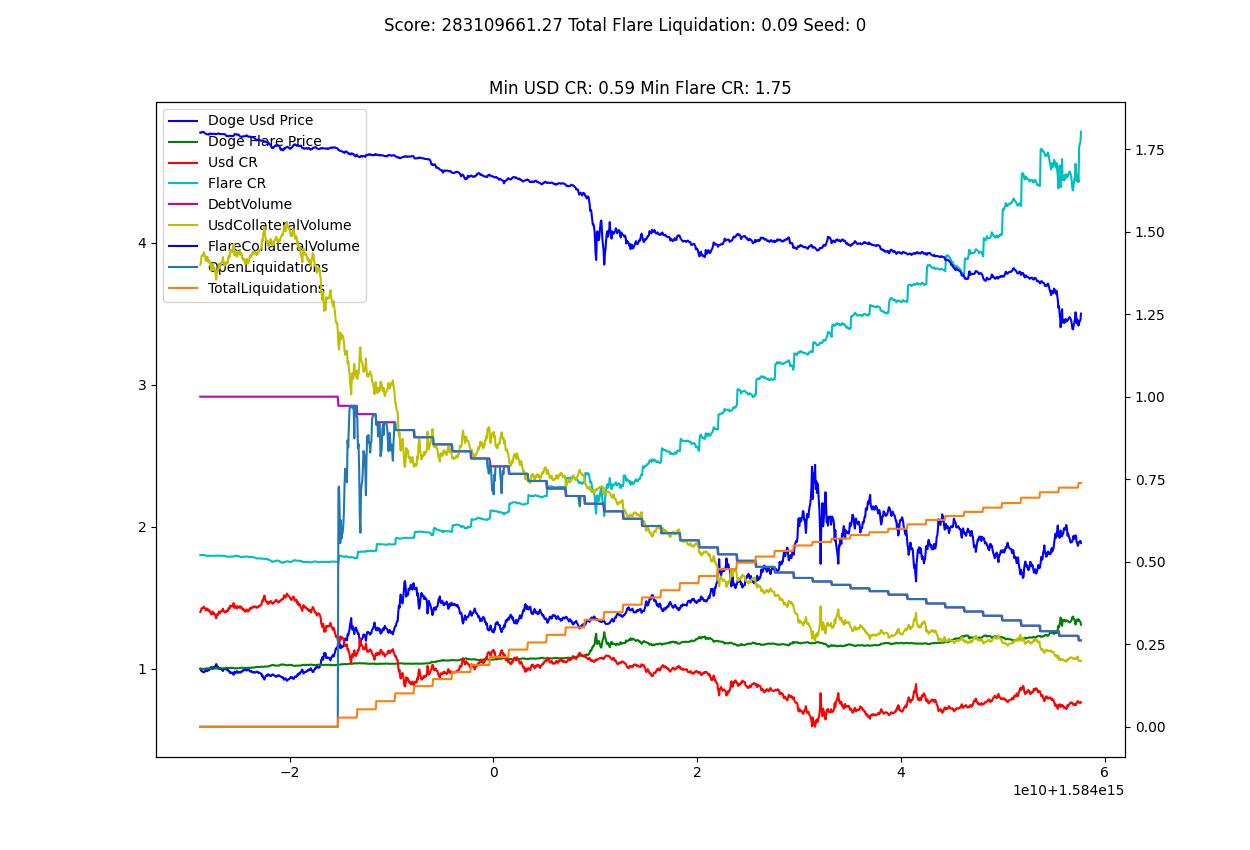 Score: 283109661.27 Total Flare Liquidation: 0.09 Seed: 0
Min USD CR: 0.59 Min Flare CR: 1.75
Doge Usd Price
Doge Flare Price
Usd CR
Flare CR
DebtVolume
UsdCollateralVolume
FlareCollateralVolume
OpenLiquidations
TotalLiquidations
4
3
2
1
1.75
1.50
1.25
1.00
0.75
0.50
0.25
0.00
−2
0
2
4
6
1e10+1.584e15